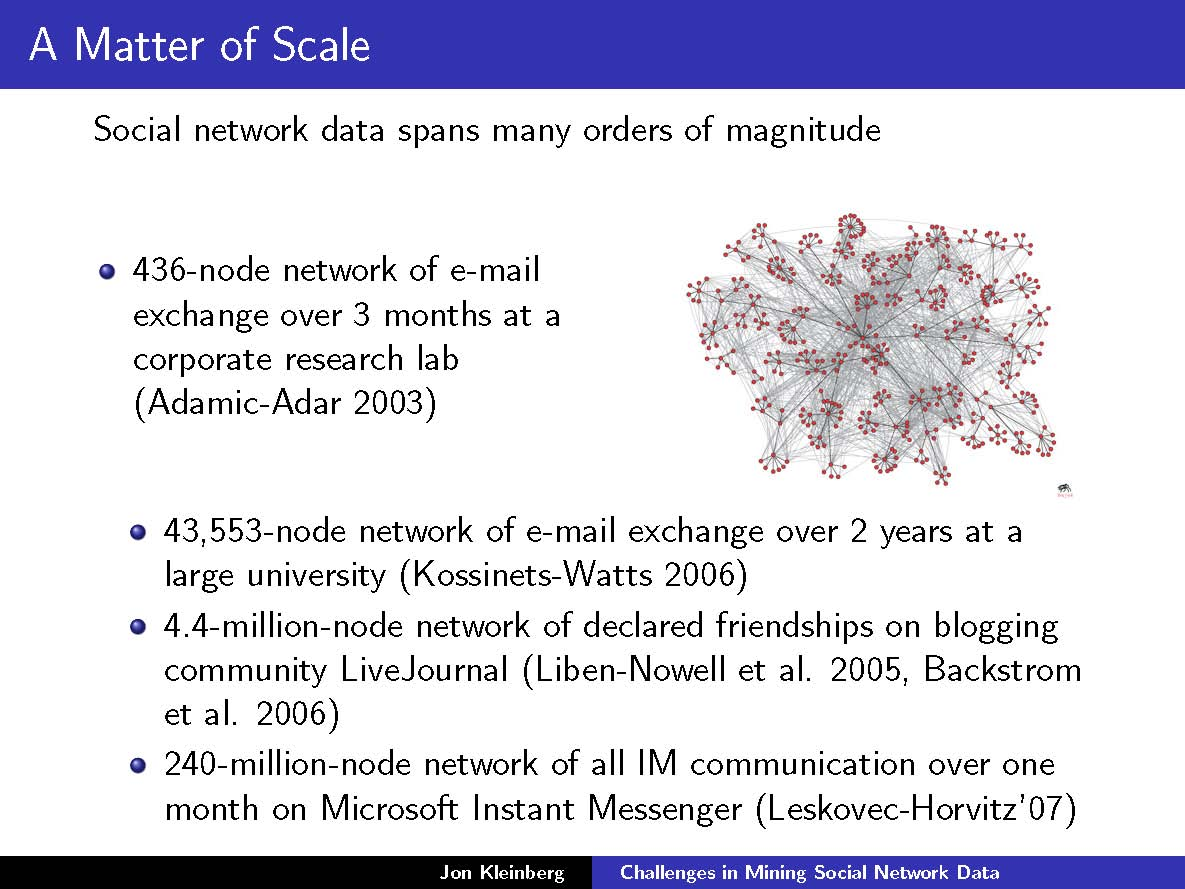 A Matter of Scale
Social network data spans many orders of magnitude
436-node network of e-mail
exchange over 3 months at a
corporate research lab
(Adamic-Adar 2003)
43,553-node network of e-mail exchange over 2 years at a
large university (Kossinets-Watts 2006)
4.4-million-node network of declared friendships on blogging
community LiveJournal (Liben-Nowell et al. 2005, Backstrom
et al. 2006)
240-million-node network of all IM communication over one
month on Microsoft Instant Messenger (Leskovec-Horvitz'07)
Jon Kleinberg
Challenges in Mining Social Network Data